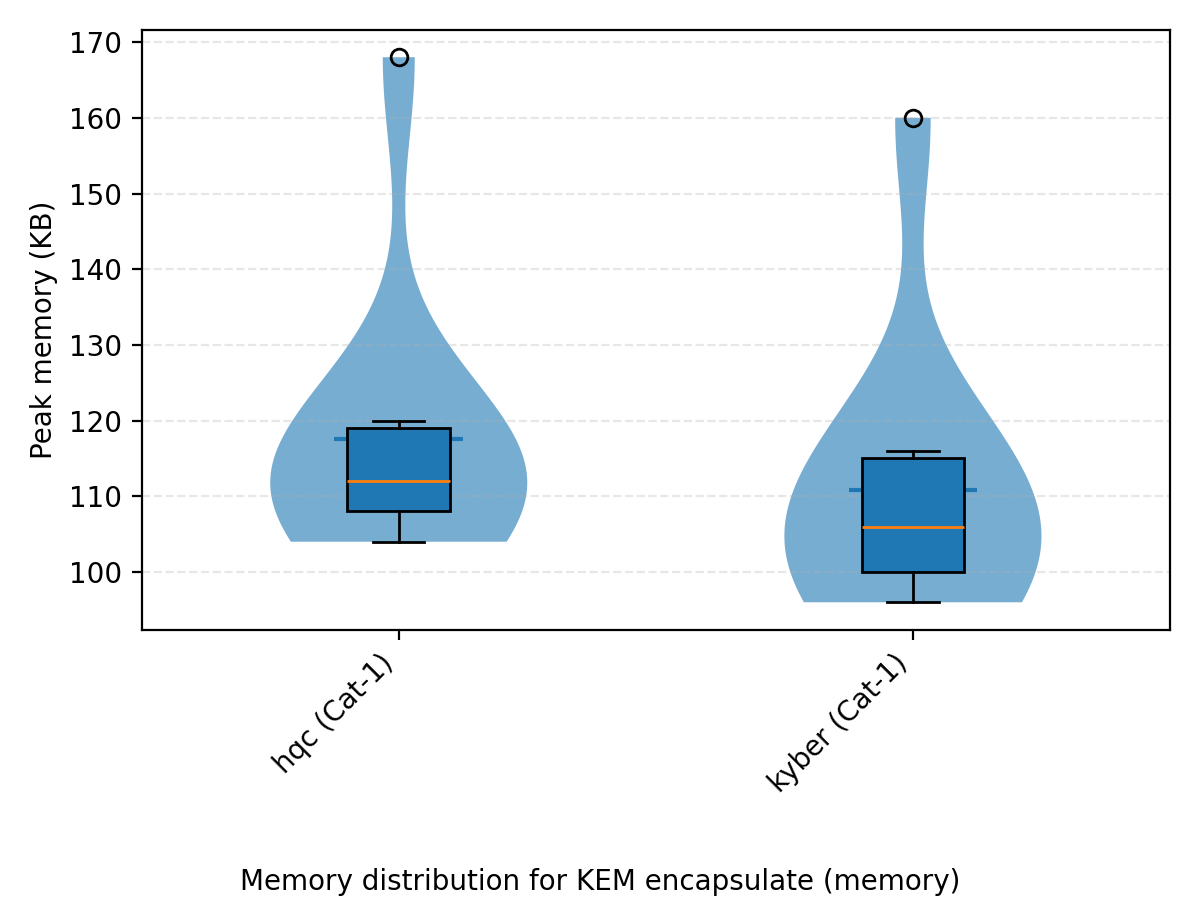 170
160
150
140
130
120
110
100
Peak memory (KB)
hqc (Cat-1)
kyber (Cat-1)
Memory distribution for KEM encapsulate (memory)